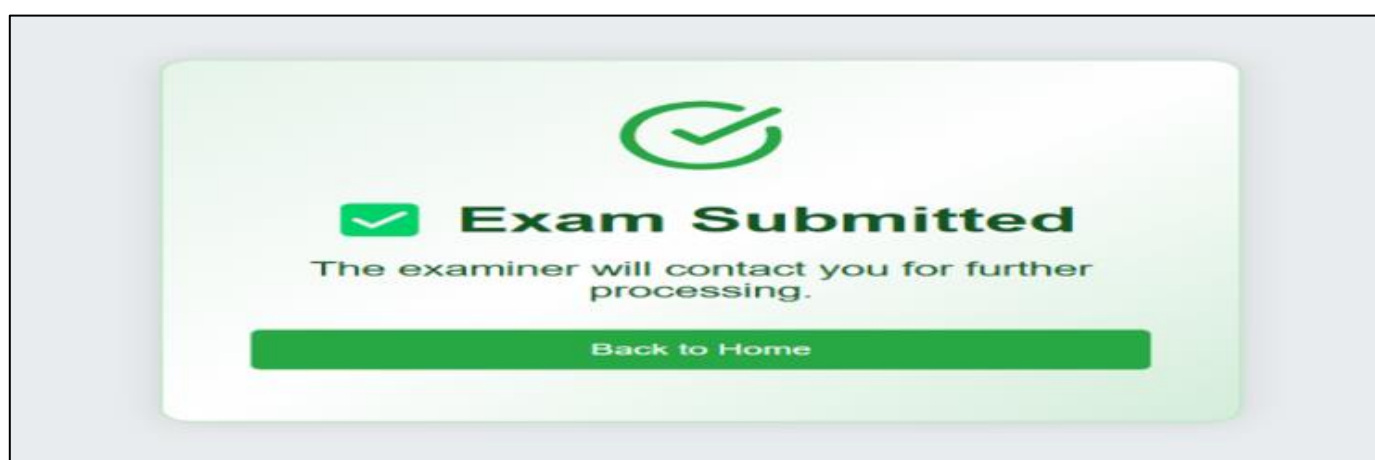 Exam Submitted
The examiner will contact you for further
processing.
Back to Home